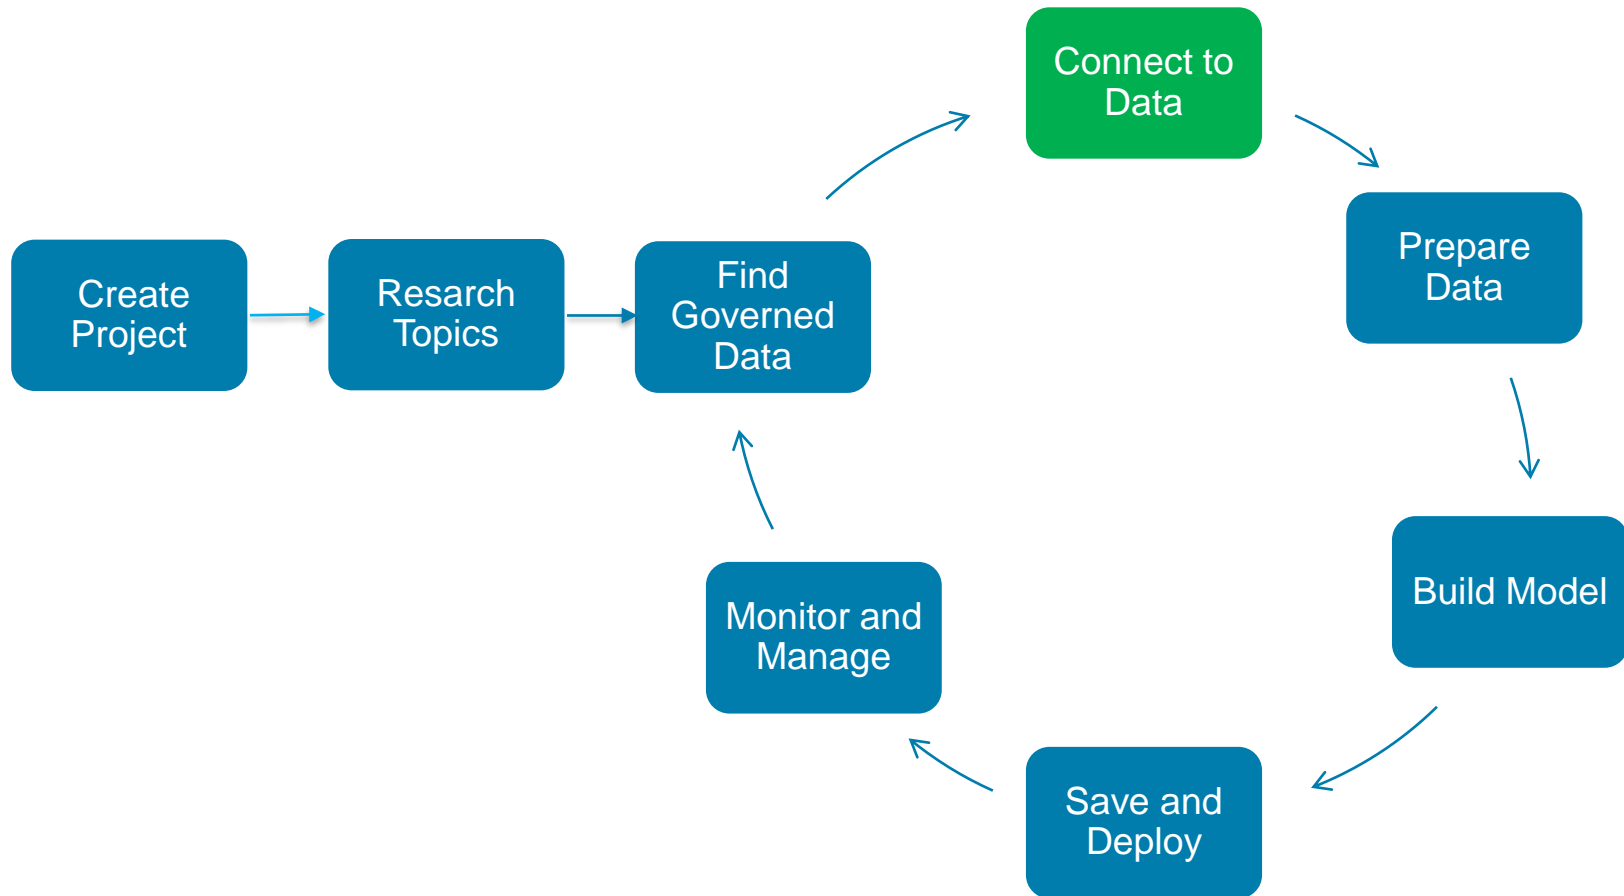 Connect to
Data
Create
Project
Resarch
Topics
Find
Governed
Data
Prepare
Data
Build Model
Monitor and
Manage
Save and
Deploy